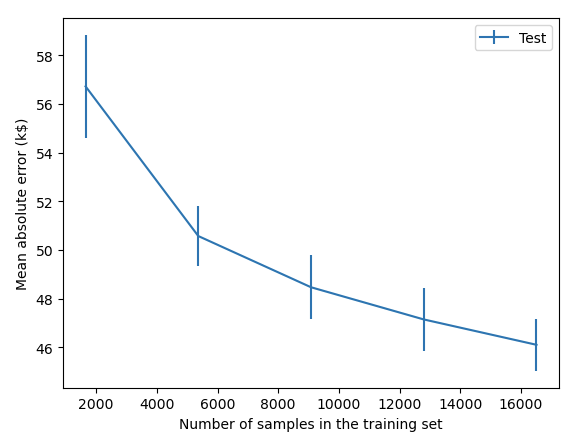 Test
58
56
54
52
50
48
46
Mean absolute error (k$)
2000 4000 6000 8000 10000 12000 14000 16000
Number of samples in the training set